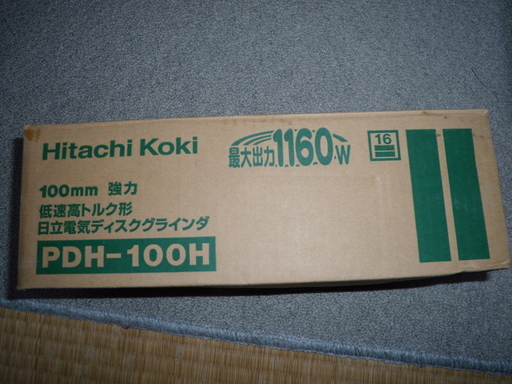 Hitachi Koki
最大出力1160W
16
100mm 強力
低速高トルク形
日立電気ディスクグラインダ
PDH-100H